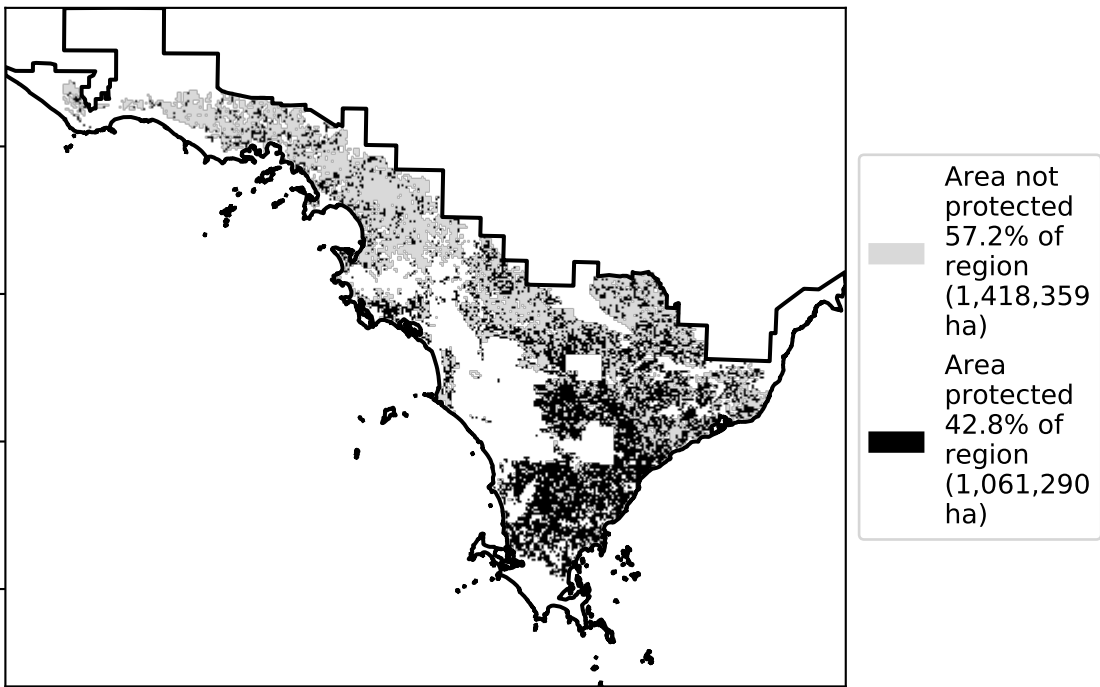 Area not
protected
57.2% of
region
(1,418,359
ha)
Area
protected
42.8% of
region
(1,061,290
ha)